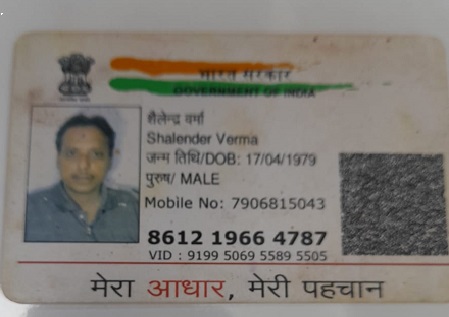 भारत सरकार
GOVERNMENT OF INDIA
शैलेन्द्र वर्मा
Shalender Verma
जन्म तिथि/DOB: 17/04/1979
पुरुष/ MALE
Mobile No: 7906815043
8612 1966 4787
VID : 9199 5069 5589 5505
मेरा आधार, मेरी पहचान